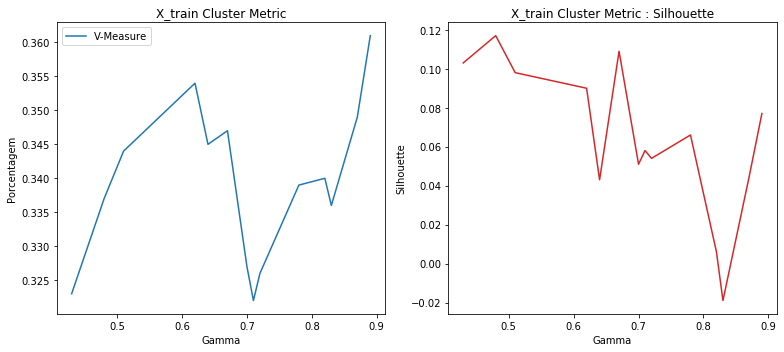 X_train Cluster Metric
V-Measure
0.360
0.355
0.350
0.345
0.340
0.335
0.330
0.325
Porcentagem
0.5 0.6 0.7 0.8 0.9
Gamma
X_train Cluster Metric : Silhouette
0.12
0.10
0.08
0.06
0.04
0.02
0.00
−0.02
Silhouette
0.5 0.6 0.7 0.8 0.9
Gamma